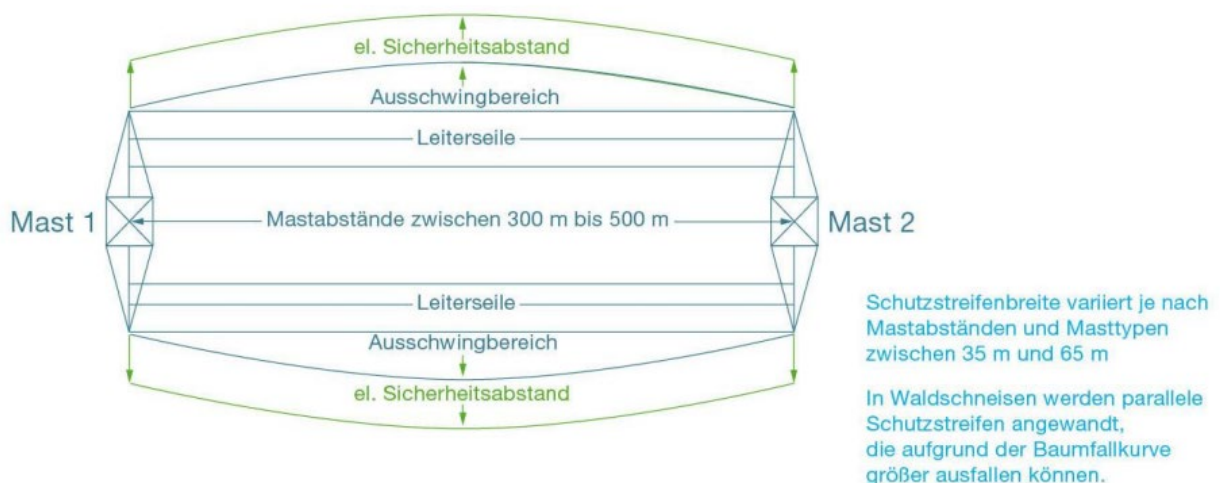 el. Sicherheitsabstand
Ausschwingbereich
Leiterseile
Mast 1
Mastabstände zwischen 300 m bis 500 m
Mast 2
Leiterseile
Ausschwingbereich
el. Sicherheitsabstand
Schutzstreifenbreite variiert je nach
Mastabständen und Masttypen
zwischen 35 m und 65 m
In Waldschneisen werden parallele
Schutzstreifen angewandt,
die aufgrund der Baumfallkurve
größer ausfallen können.